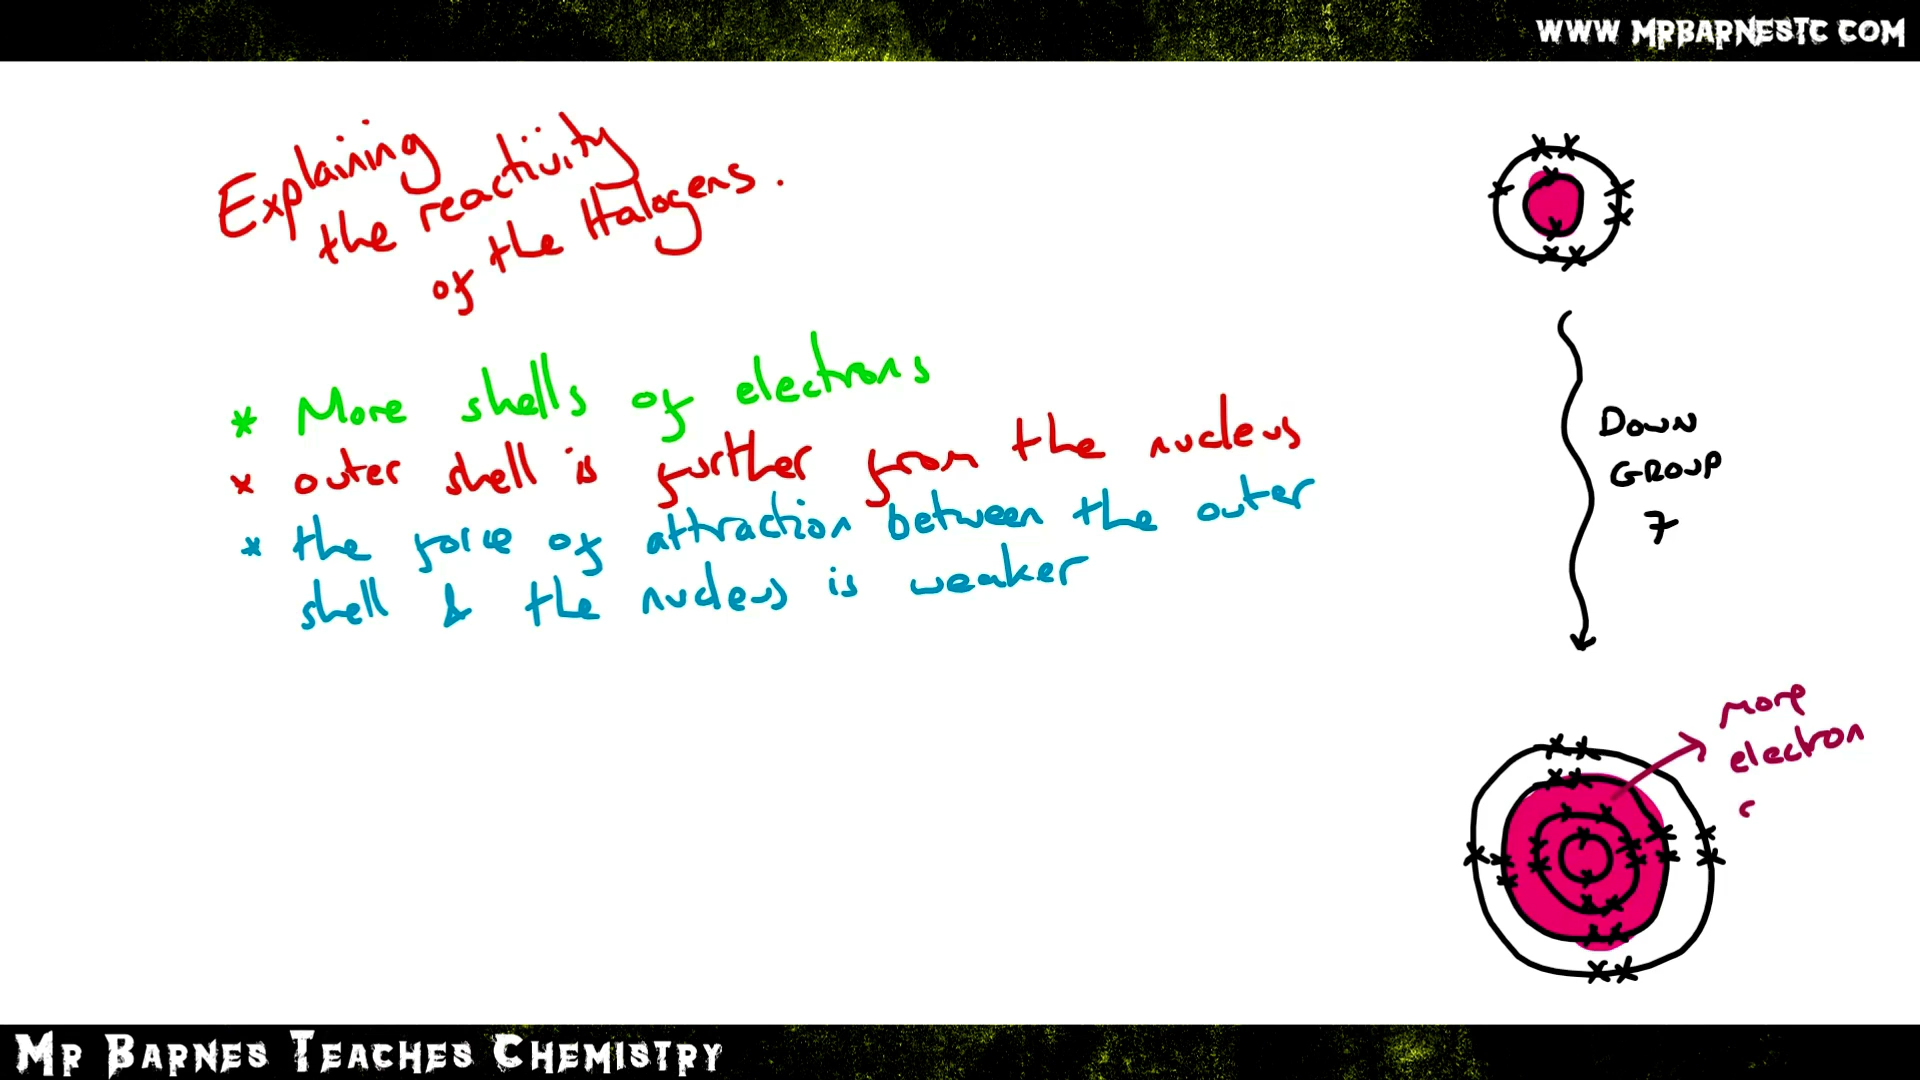 WWW MRBARNESTC COM
Explaining
the reactivity
of the Halogens.
* More shells of electrons
* outer shell is further from the nucleus
* the force of attraction between the outer
shell & the nucleus is weaker
DOWN
GROUP
7
More
electron
MR BARNES TEACHES CHEMISTRY